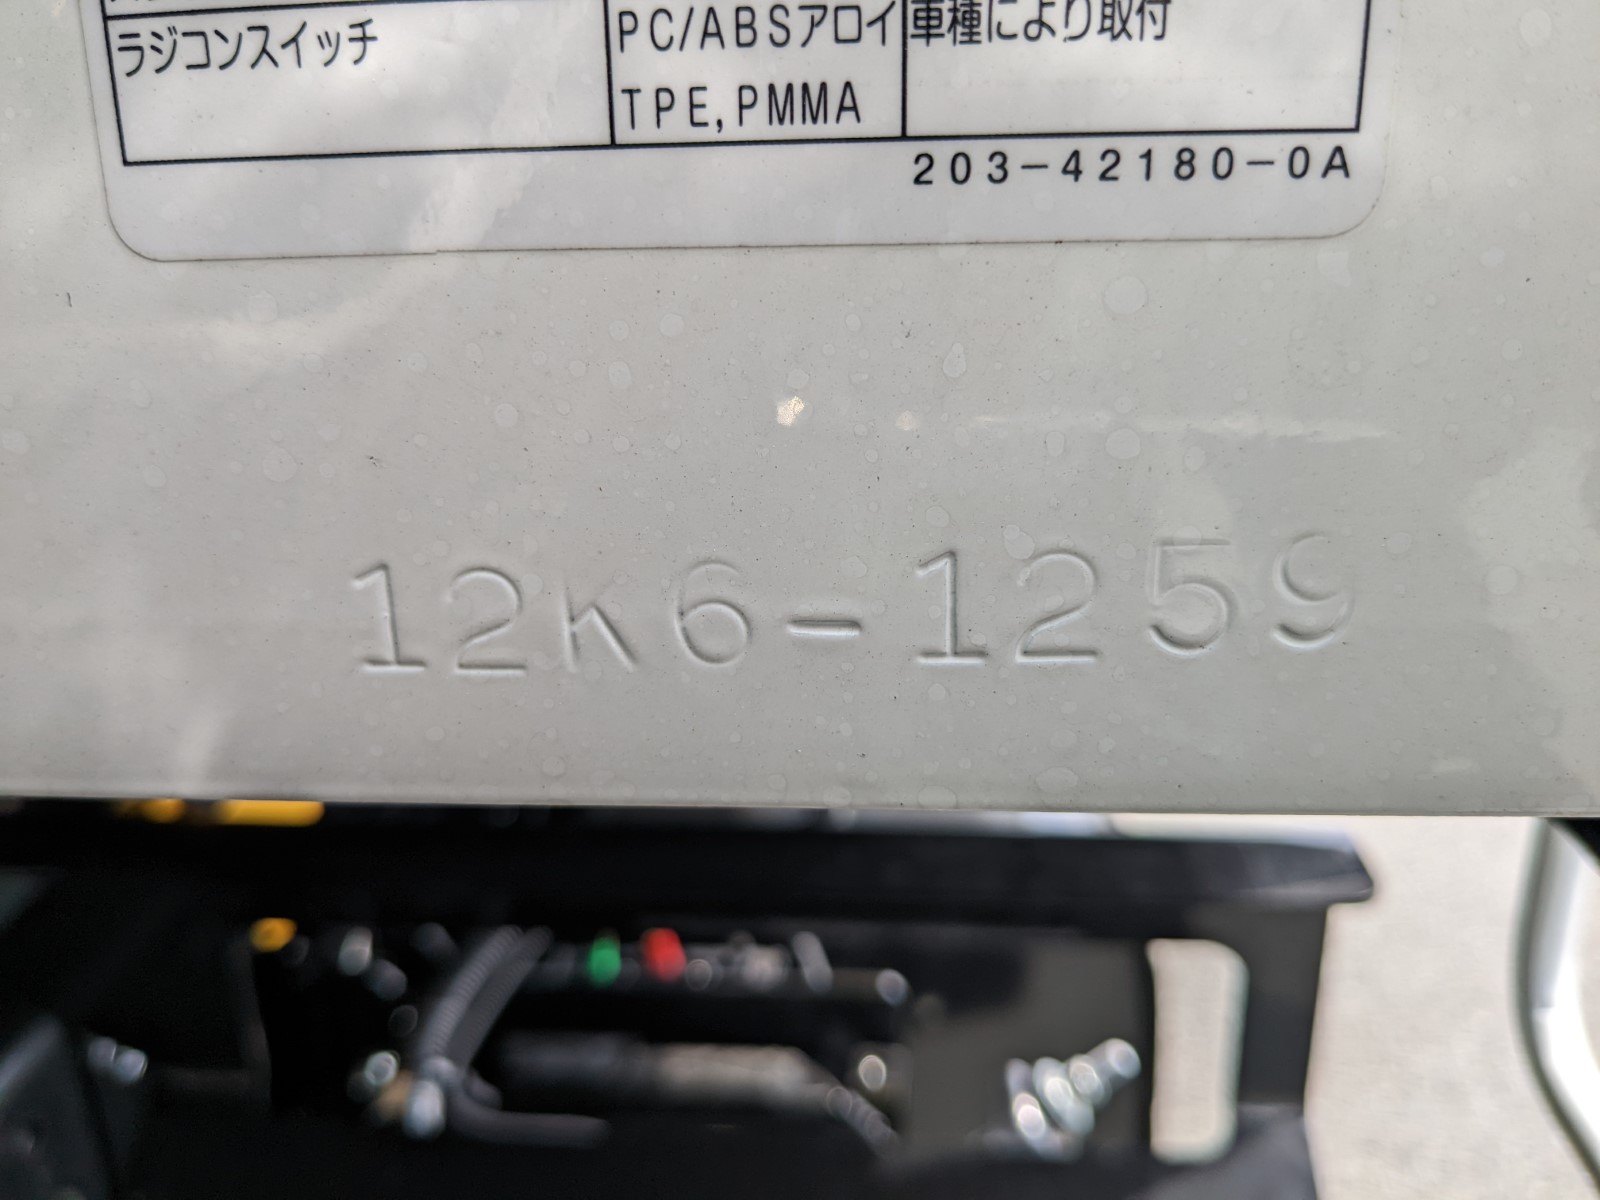 ラジコンスイッチ
PC/ABSアロイ
TPE,PMMA
車種により取付
203-42180-0A
12K6-1259